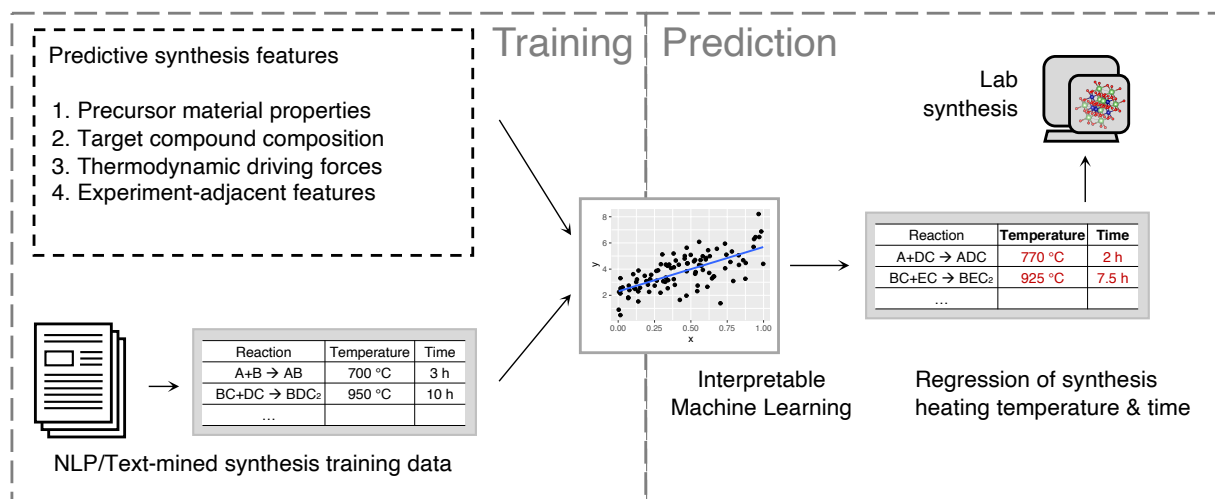 Training
Prediction
Predictive synthesis features
1. Precursor material properties
2. Target compound composition
3. Thermodynamic driving forces
4. Experiment-adjacent features
Lab
synthesis
Reaction Temperature Time
A+B → AB 700 °C 3 h
BC+DC → BDC₂ 950 °C 10 h
…
NLP/Text-mined synthesis training data
8
6
y
4
2
0.00 0.25 0.50 0.75 1.00
x
Interpretable
Machine Learning
Reaction Temperature Time
A+DC → ADC 770 °C 2 h
BC+EC → BEC₂ 925 °C 7.5 h
…
Regression of synthesis
heating temperature & time